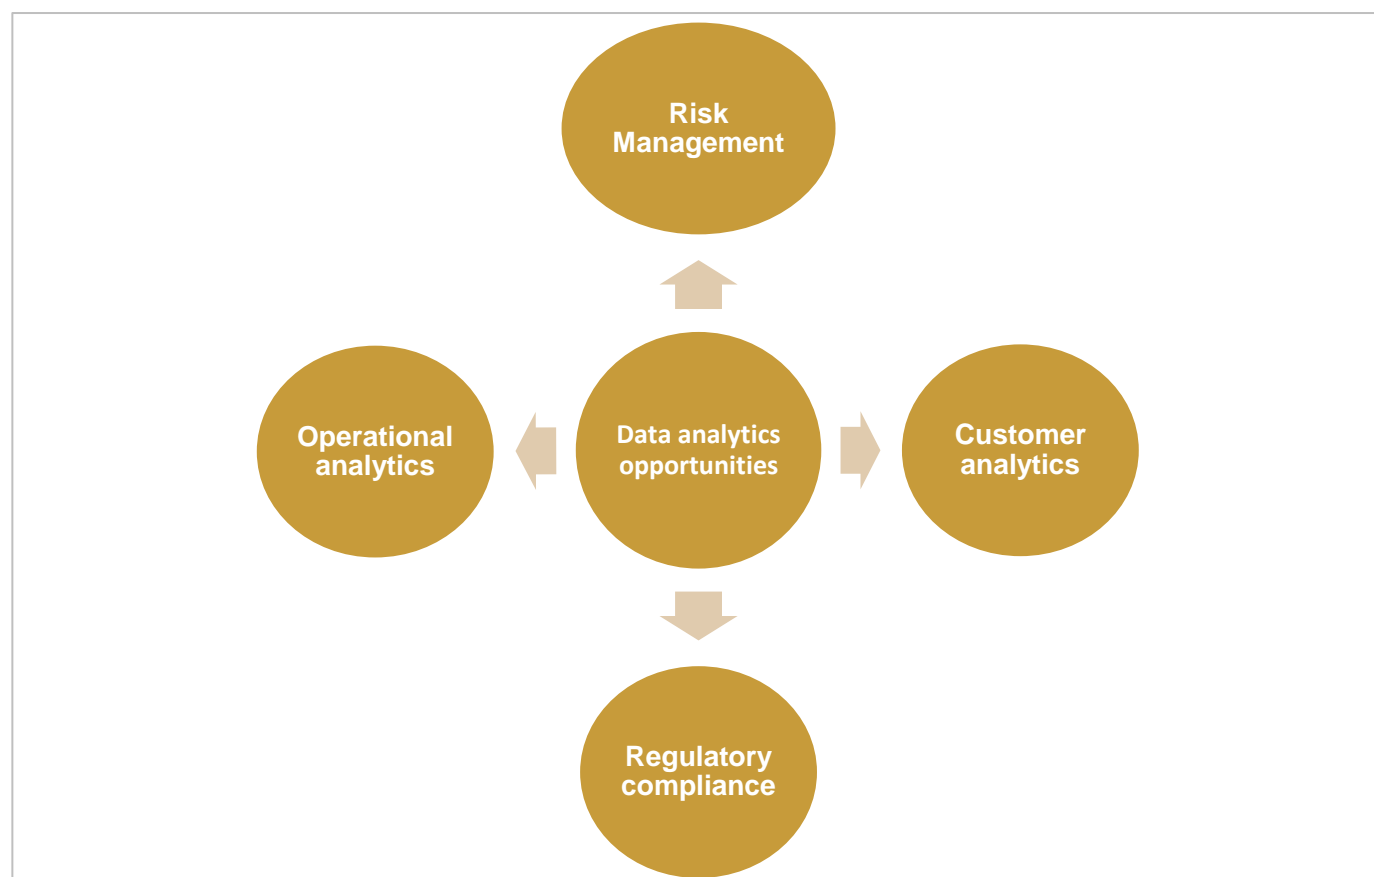 Risk
Management
Operational
analytics
Data analytics
opportunities
Customer
analytics
Regulatory
compliance